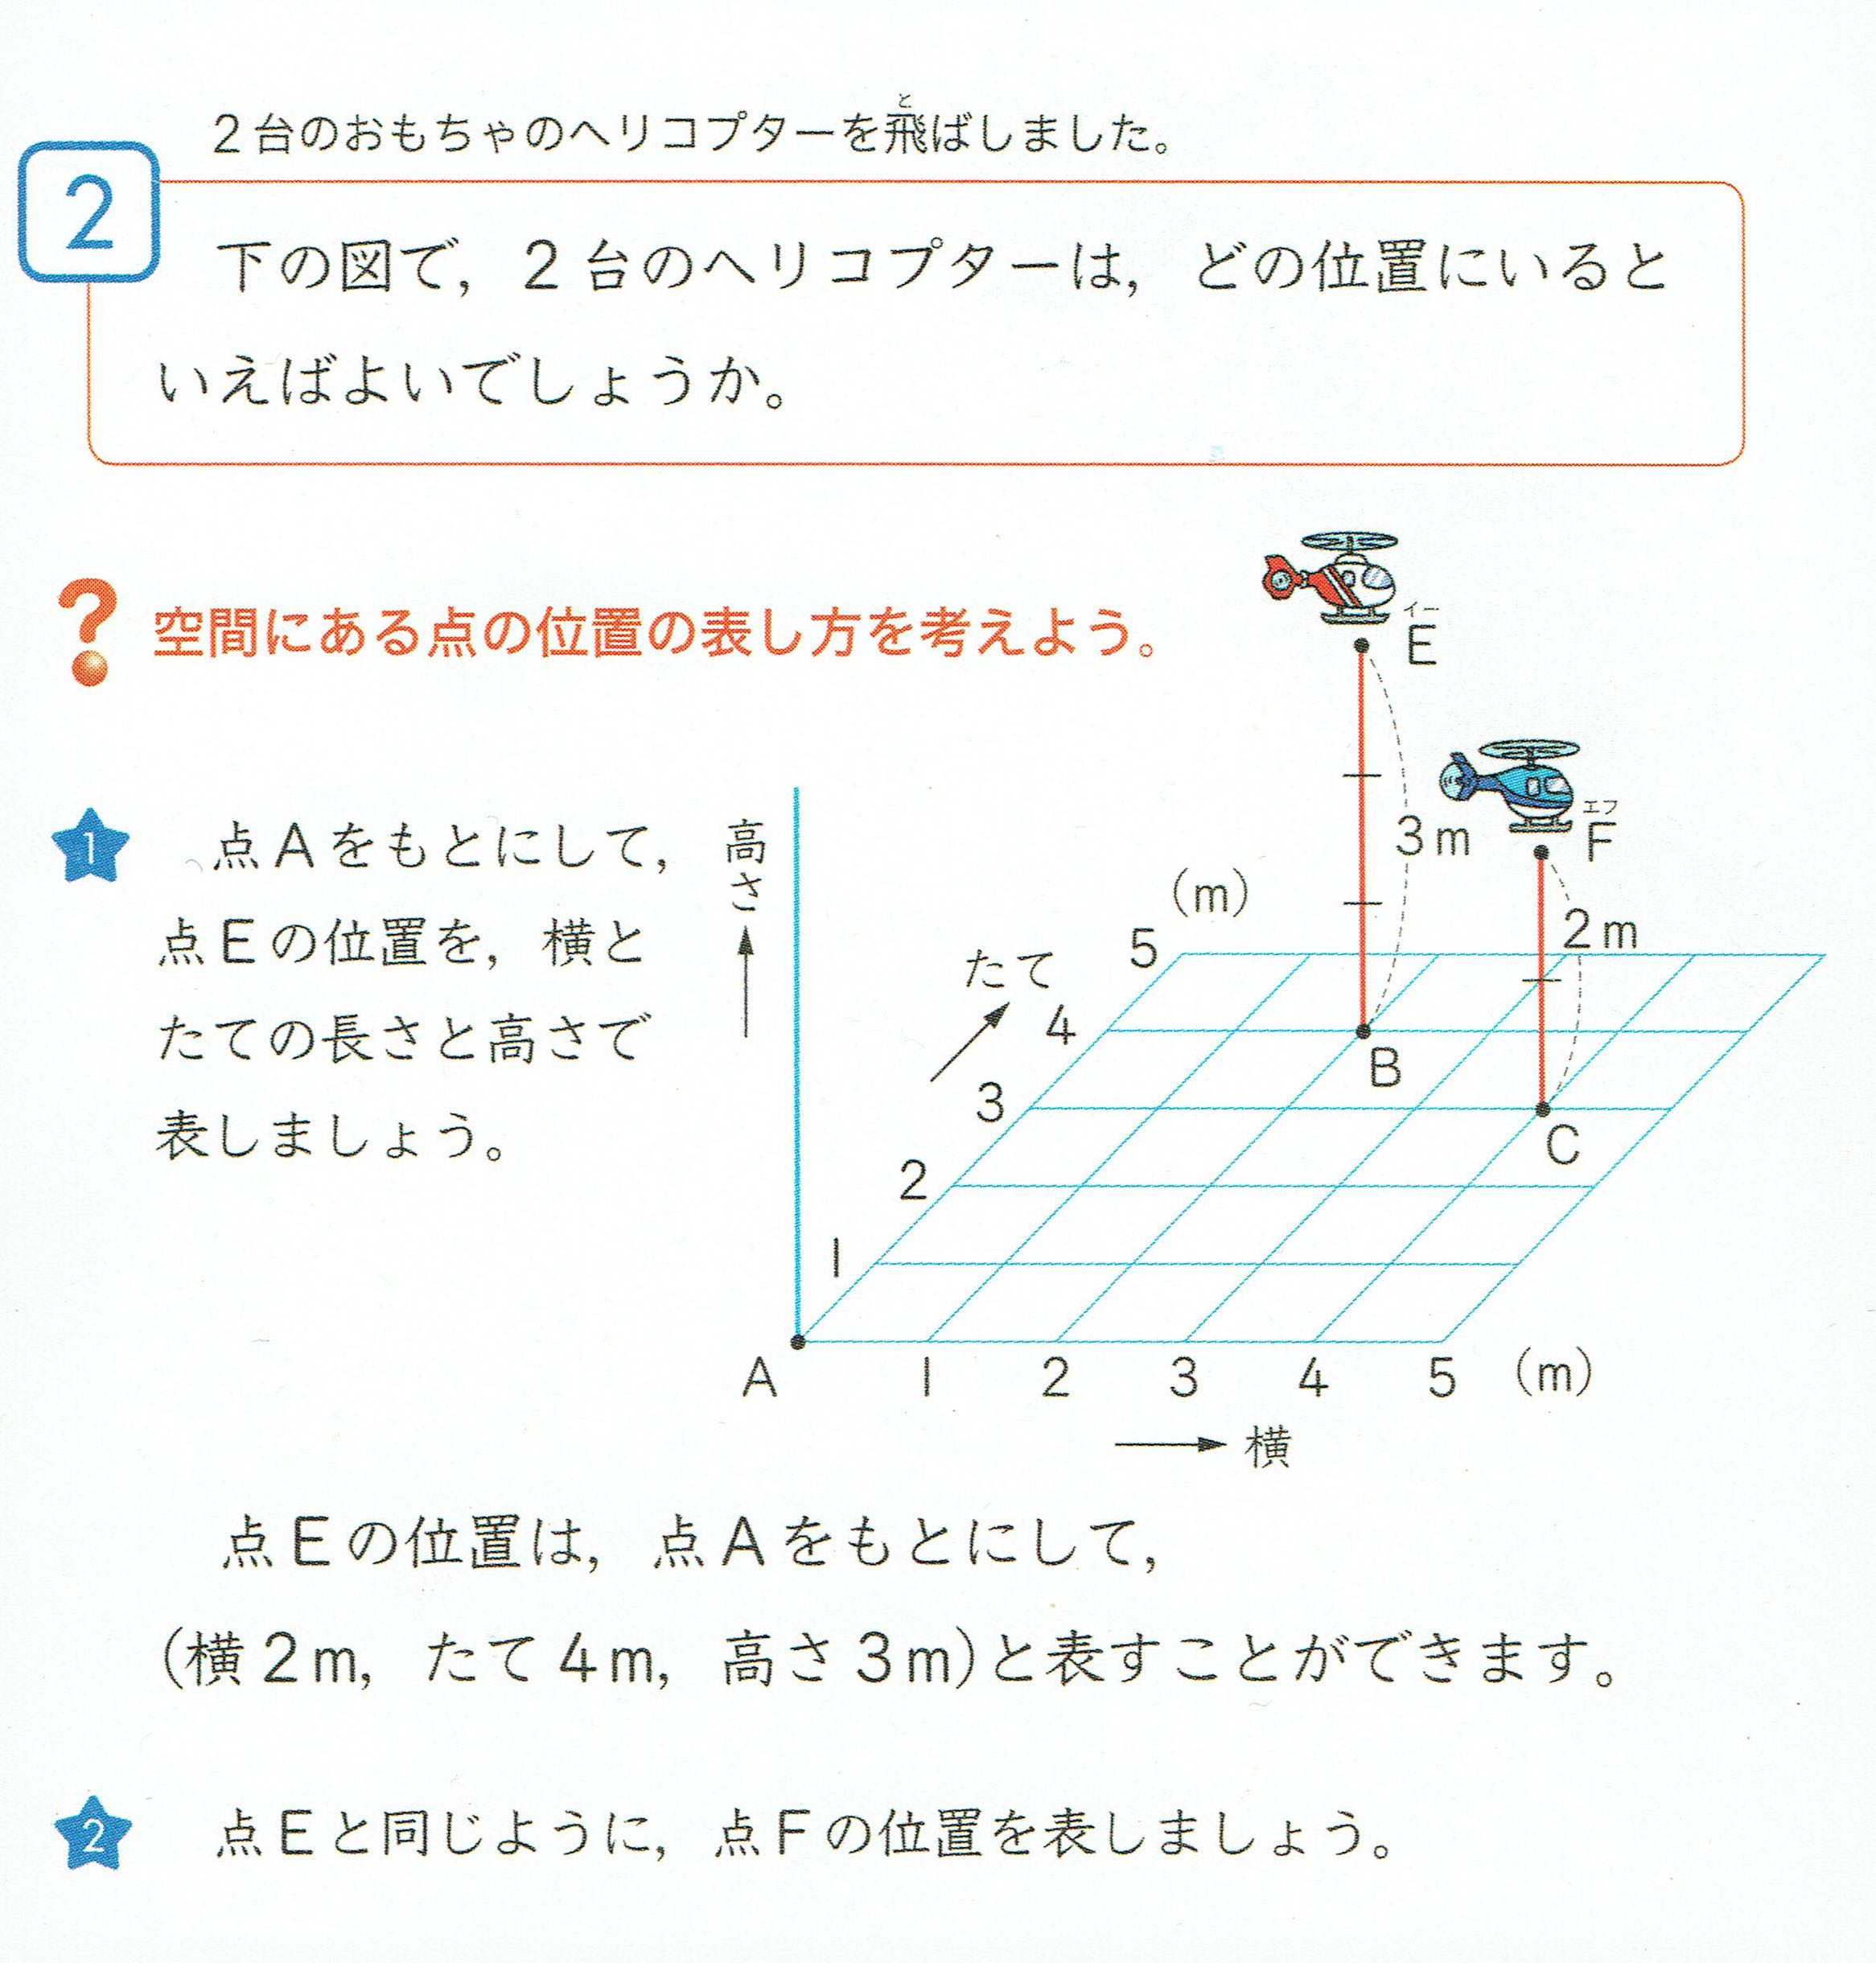 2台のおもちゃのヘリコプターを飛ばしました。
と
2
下の図で，2台のヘリコプターは，どの位置にいると
いえばよいでしょうか。
?
空間にある点の位置の表し方を考えよう。
イー
E
エフ
F
3m
2m
1
点Aをもとにして，
点Eの位置を，横と
たての長さと高さで
表しましょう。
高さ
(m)
たて
5
4
3
2
1
B
C
A
1 2 3 4 5 (m)
横
点Eの位置は，点Aをもとにして，
(横2m，たて4m，高さ3m)と表すことができます。
2
点Eと同じように，点Fの位置を表しましょう。